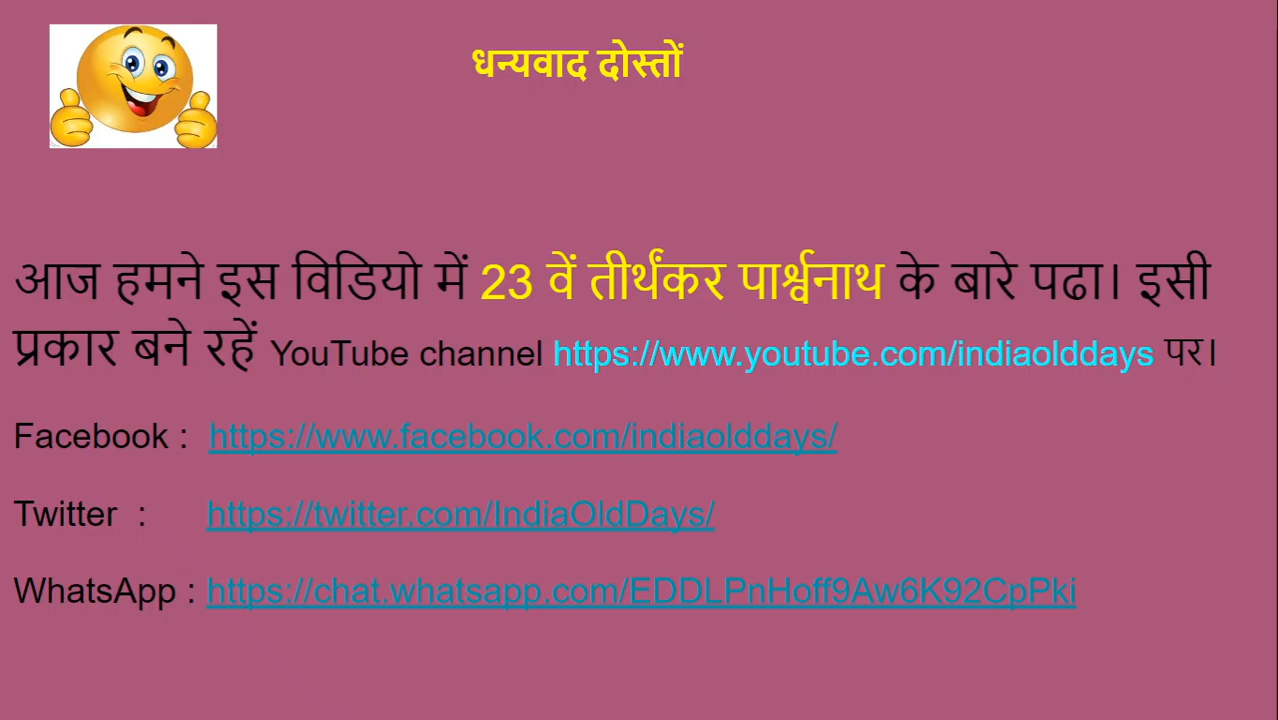 धन्यवाद दोस्तों
आज हमने इस विडियो में 23 वें तीर्थंकर पार्श्वनाथ के बारे पढा। इसी
प्रकार बने रहें YouTube channel https://www.youtube.com/indiaolddays पर।
Facebook : https://www.facebook.com/indiaolddays/
Twitter : https://twitter.com/IndiaOldDays/
WhatsApp : https://chat.whatsapp.com/EDDLPnHoff9Aw6K92CpPki